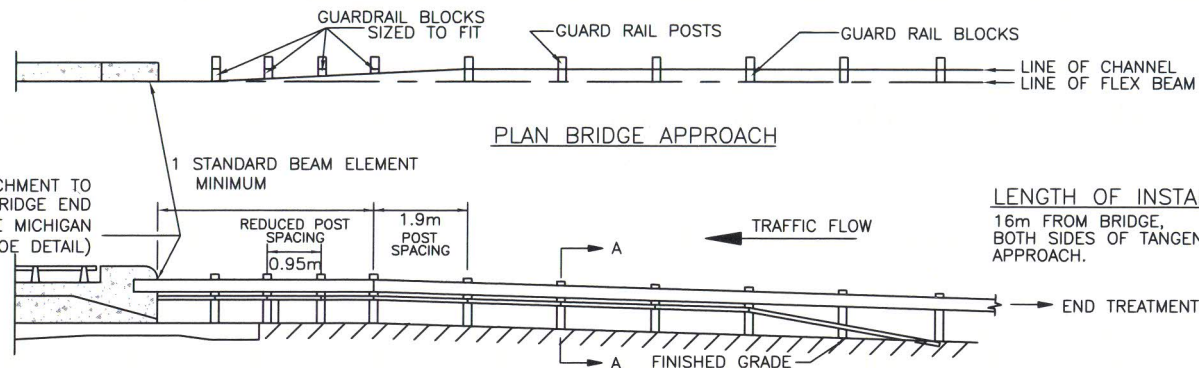 GUARDRAIL BLOCKS
SIZED TO FIT
GUARD RAIL POSTS
GUARD RAIL BLOCKS
LINE OF CHANNEL
LINE OF FLEX BEAM
PLAN BRIDGE APPROACH
1 STANDARD BEAM ELEMENT
MINIMUM
CHMENT TO
RIDGE END
E MICHIGAN
OE DETAIL)
REDUCED POST
SPACING
0.95m
1.9m
POST
SPACING
A
TRAFFIC FLOW
LENGTH OF INSTA
16m FROM BRIDGE,
BOTH SIDES OF TANGEN
APPROACH.
END TREATMENT
A
FINISHED GRADE